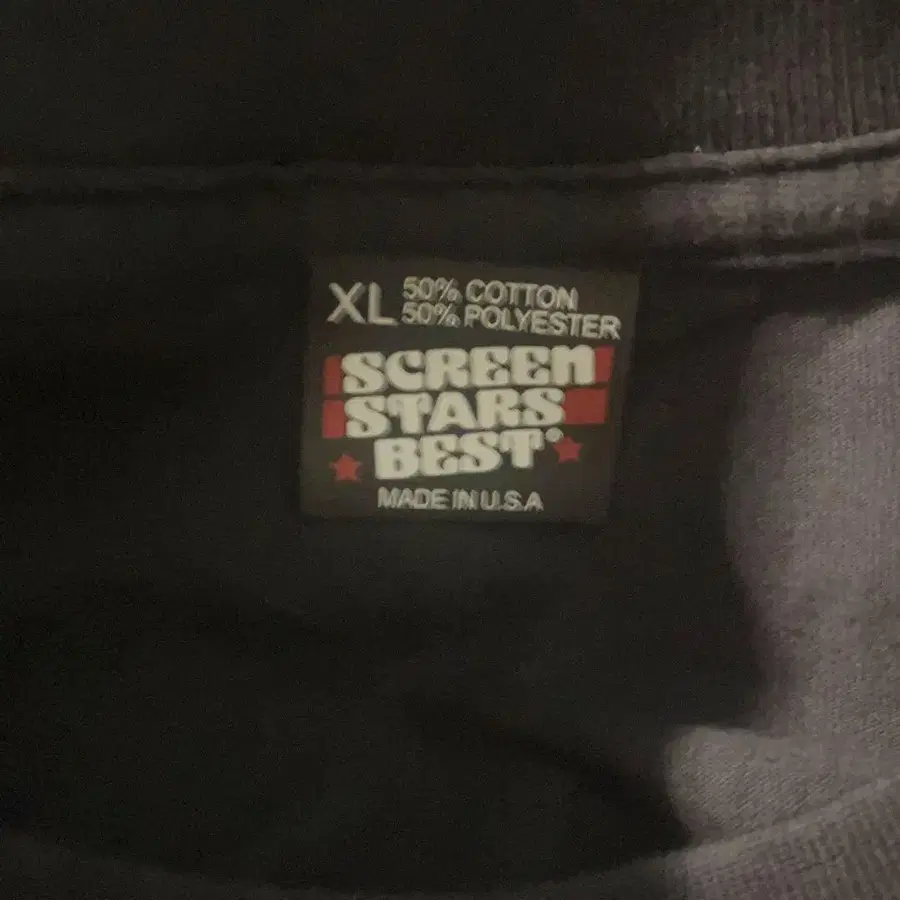 XL 50% COTTON
50% POLYESTER
SCREEN
STARS
BEST®
MADE IN U.S.A